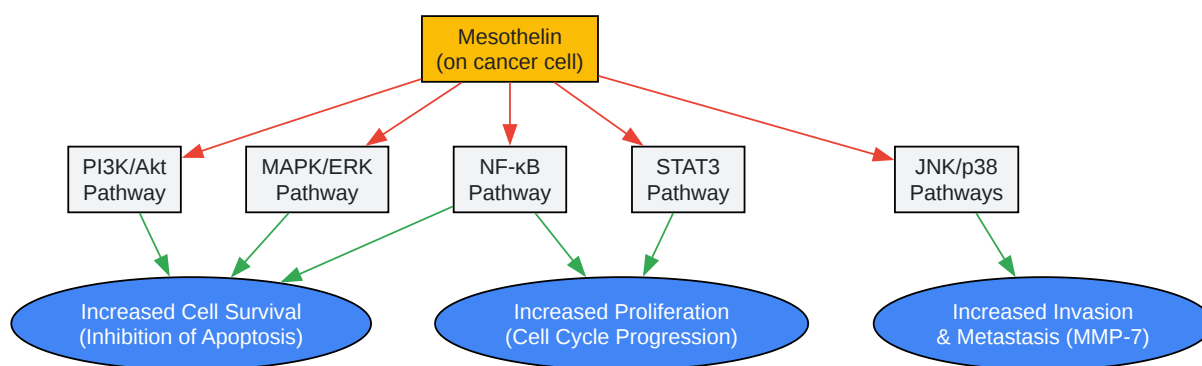 Mesothelin
(on cancer cell)
PI3K/Akt
Pathway
MAPK/ERK
Pathway
NF-κB
Pathway
STAT3
Pathway
JNK/p38
Pathways
Increased Cell Survival
(Inhibition of Apoptosis)
Increased Proliferation
(Cell Cycle Progression)
Increased Invasion
& Metastasis (MMP-7)